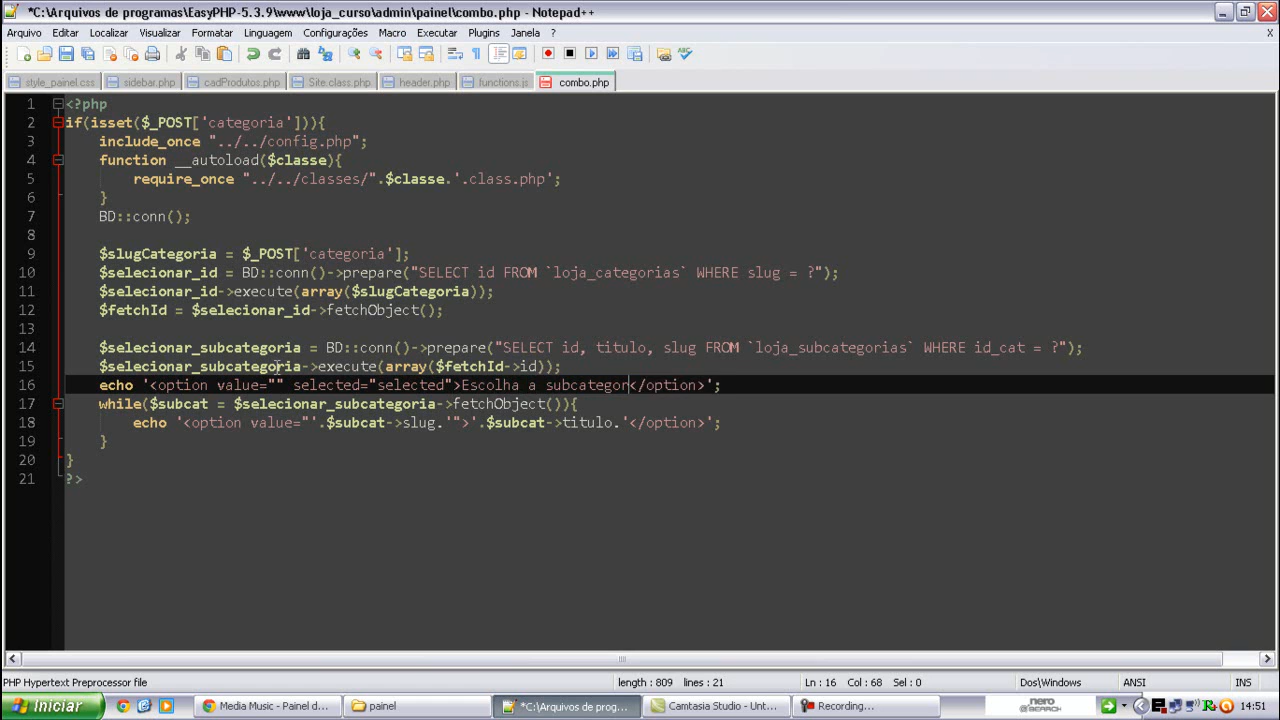 *C:\Arquivos de programas\EasyPHP-5.3.9\www\loja_curso\admin\painel\combo.php - Notepad++
Arquivo Editar Localizar Visualizar Formatar Linguagem Configurações Macro Executar Plugins Janela ? X
style_painel.css sidebar.php cadProdutos.php Site.class.php header.php functions.js combo.php
1 <?php
2 if(isset($_POST['categoria'])){
3 include_once "../../config.php";
4 function __autoload($classe){
5 require_once "../../classes/".$classe.'.class.php';
6 }
7 BD::conn();
8
9 $slugCategoria = $_POST['categoria'];
10 $selecionar_id = BD::conn()->prepare("SELECT id FROM `loja_categorias` WHERE slug = ?");
11 $selecionar_id->execute(array($slugCategoria));
12 $fetchId = $selecionar_id->fetchObject();
13
14 $selecionar_subcategoria = BD::conn()->prepare("SELECT id, titulo, slug FROM `loja_subcategorias` WHERE id_cat = ?");
15 $selecionar_subcategoria->execute(array($fetchId->id));
16 echo '<option value="" selected="selected">Escolha a subcategor</option>';
17 while($subcat = $selecionar_subcategoria->fetchObject()){
18 echo '<option value="'.$subcat->slug.'">'.$subcat->titulo.'</option>';
19 }
20 }
21 ?>
PHP Hypertext Preprocessor file length : 809 lines : 21 Ln : 16 Col : 68 Sel : 0 Dos\Windows ANSI INS
Iniciar Media Music - Painel d... painel *C:\Arquivos de prog... Camtasia Studio - Unt... Recording... nero SEARCH 14:51